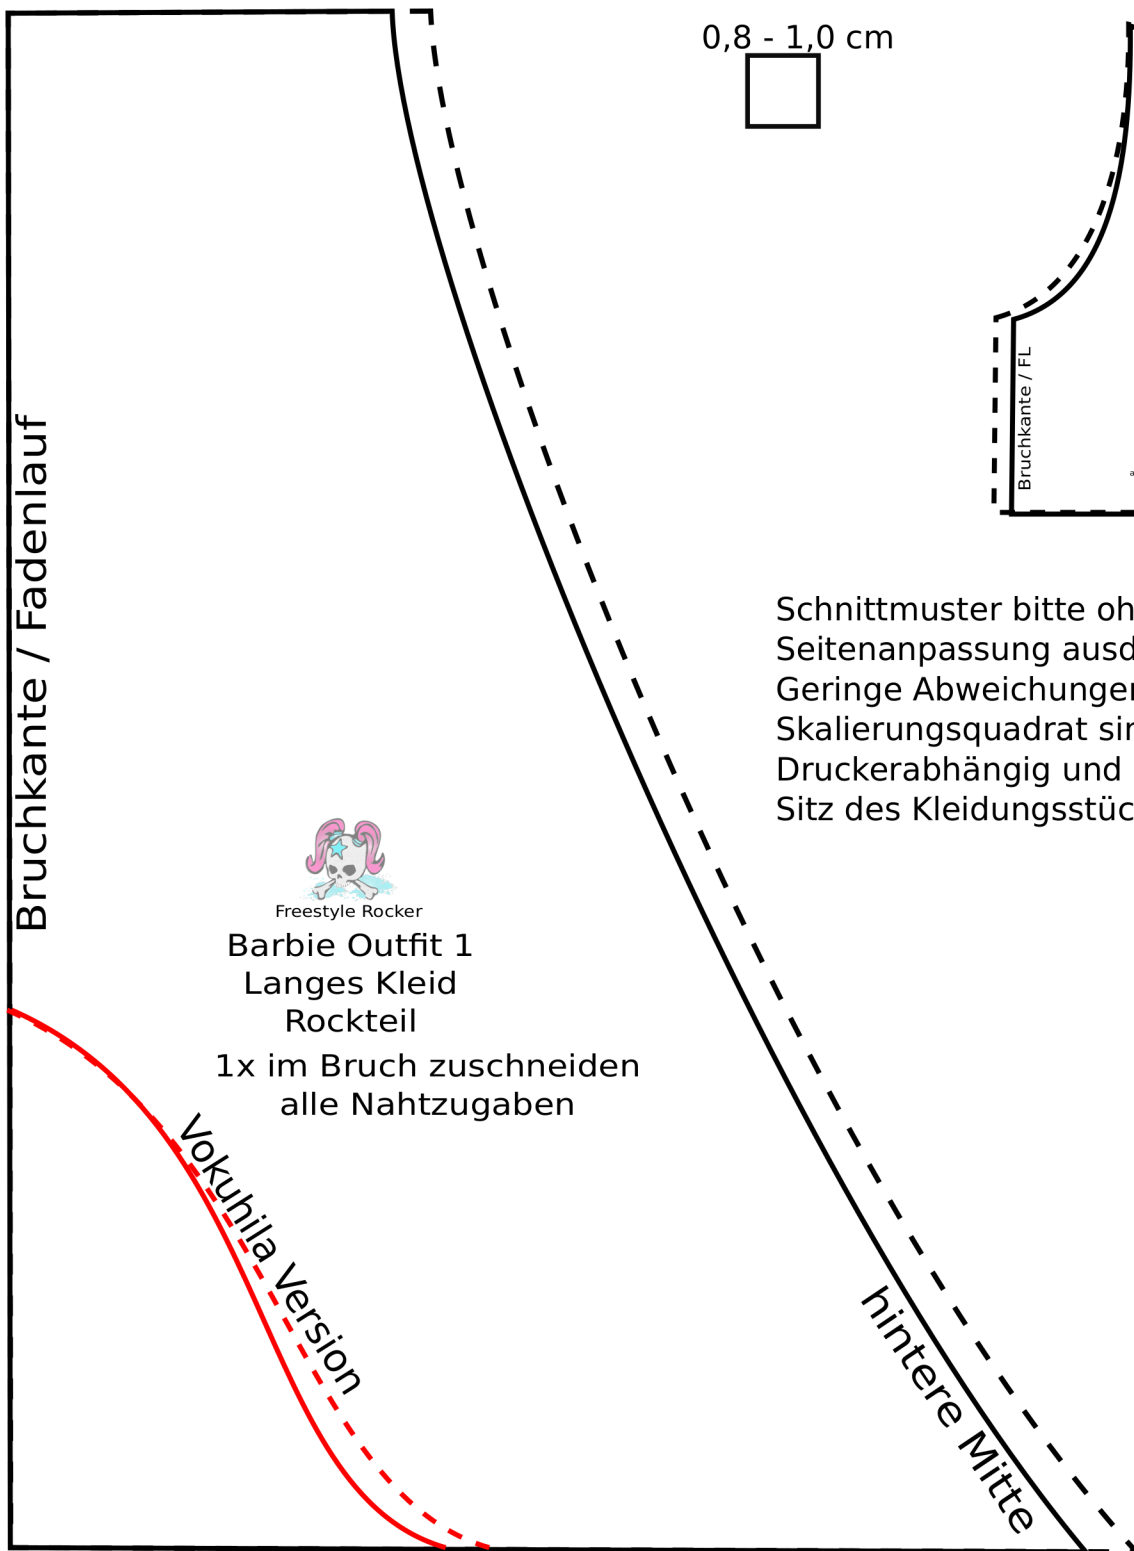 0,8 - 1,0 cm
Bruchkante / FL
Bruchkante / Fadenlauf
Schnittmuster bitte oh
Seitenanpassung ausd
Geringe Abweichungen
Skalierungsquadrat sin
Druckerabhängig und
Sitz des Kleidungsstüc
Freestyle Rocker
Barbie Outfit 1
Langes Kleid
Rockteil
1x im Bruch zuschneiden
alle Nahtzugaben
Vokuhila Version
hintere Mitte